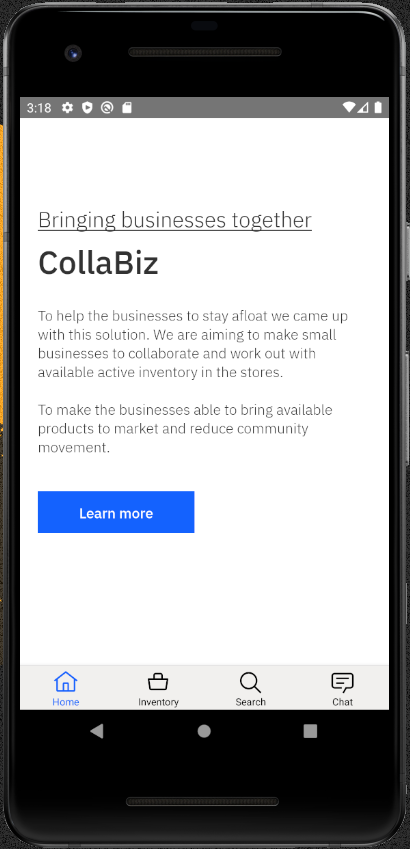 3:18
Bringing businesses together
CollaBiz
To help the businesses to stay afloat we came up
with this solution. We are aiming to make small
businesses to collaborate and work out with
available active inventory in the stores.
To make the businesses able to bring available
products to market and reduce community
movement.
Learn more
Home Inventory Search Chat